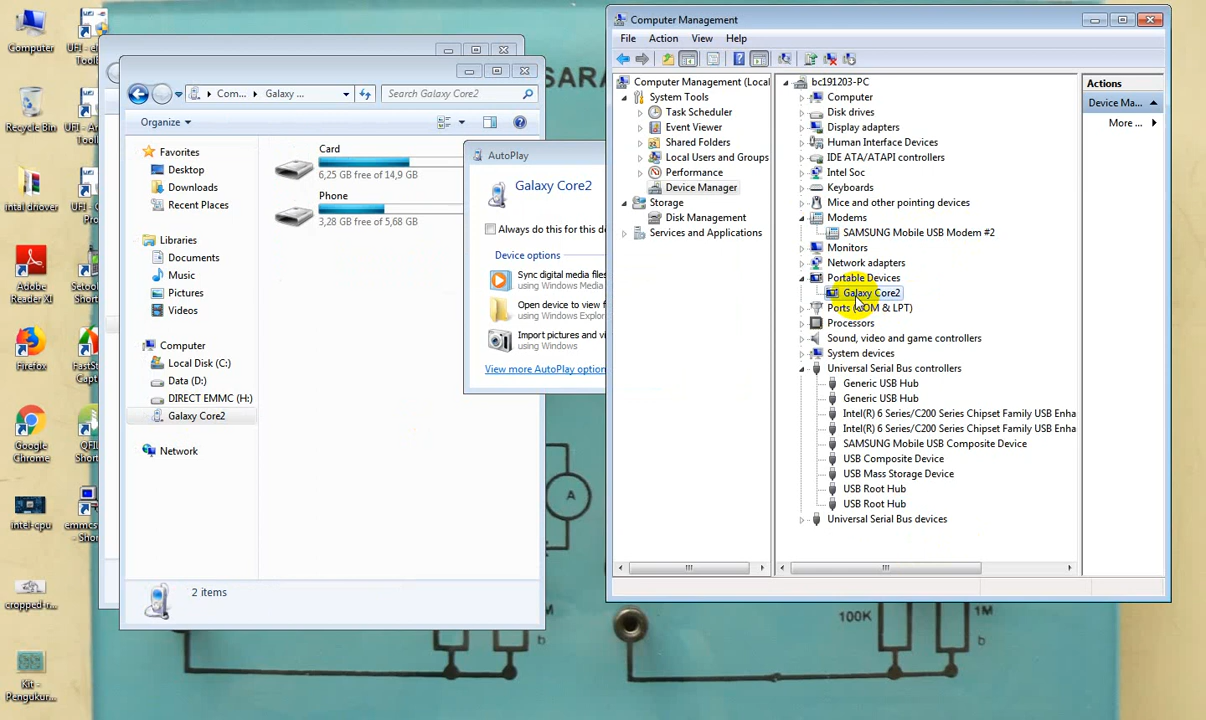 Computer
Recycle Bin
Adobe
Reader XI
Firefox
Google
Chrome
intel-cpu
cropped-r...
Kit -
Pengukur...
SARA
A
M
b
100K
1M
b
Com...
Galaxy ...
Search Galaxy Core2
Organize
Favorites
Desktop
Downloads
Recent Places
Libraries
Documents
Music
Pictures
Videos
Computer
Local Disk (C:)
Data (D:)
DIRECT EMMC (H:)
Galaxy Core2
Network
Card
6,25 GB free of 14,9 GB
Phone
3,28 GB free of 5,68 GB
2 items
AutoPlay
Galaxy Core2
Always do this for this de
Device options
Sync digital media files
using Windows Media
Open device to view f
using Windows Explor
Import pictures and vi
using Windows
View more AutoPlay option
Computer Management
File Action View Help
Computer Management (Local
System Tools
Task Scheduler
Event Viewer
Shared Folders
Local Users and Groups
Performance
Device Manager
Storage
Disk Management
Services and Applications
bc191203-PC
Computer
Disk drives
Display adapters
Human Interface Devices
IDE ATA/ATAPI controllers
Intel Soc
Keyboards
Mice and other pointing devices
Modems
SAMSUNG Mobile USB Modem #2
Monitors
Network adapters
Portable Devices
Galaxy Core2
Ports (COM & LPT)
Processors
Sound, video and game controllers
System devices
Universal Serial Bus controllers
Generic USB Hub
Generic USB Hub
Intel(R) 6 Series/C200 Series Chipset Family USB Enha
Intel(R) 6 Series/C200 Series Chipset Family USB Enha
SAMSUNG Mobile USB Composite Device
USB Composite Device
USB Mass Storage Device
USB Root Hub
USB Root Hub
Universal Serial Bus devices
Actions
Device Ma...
More ...